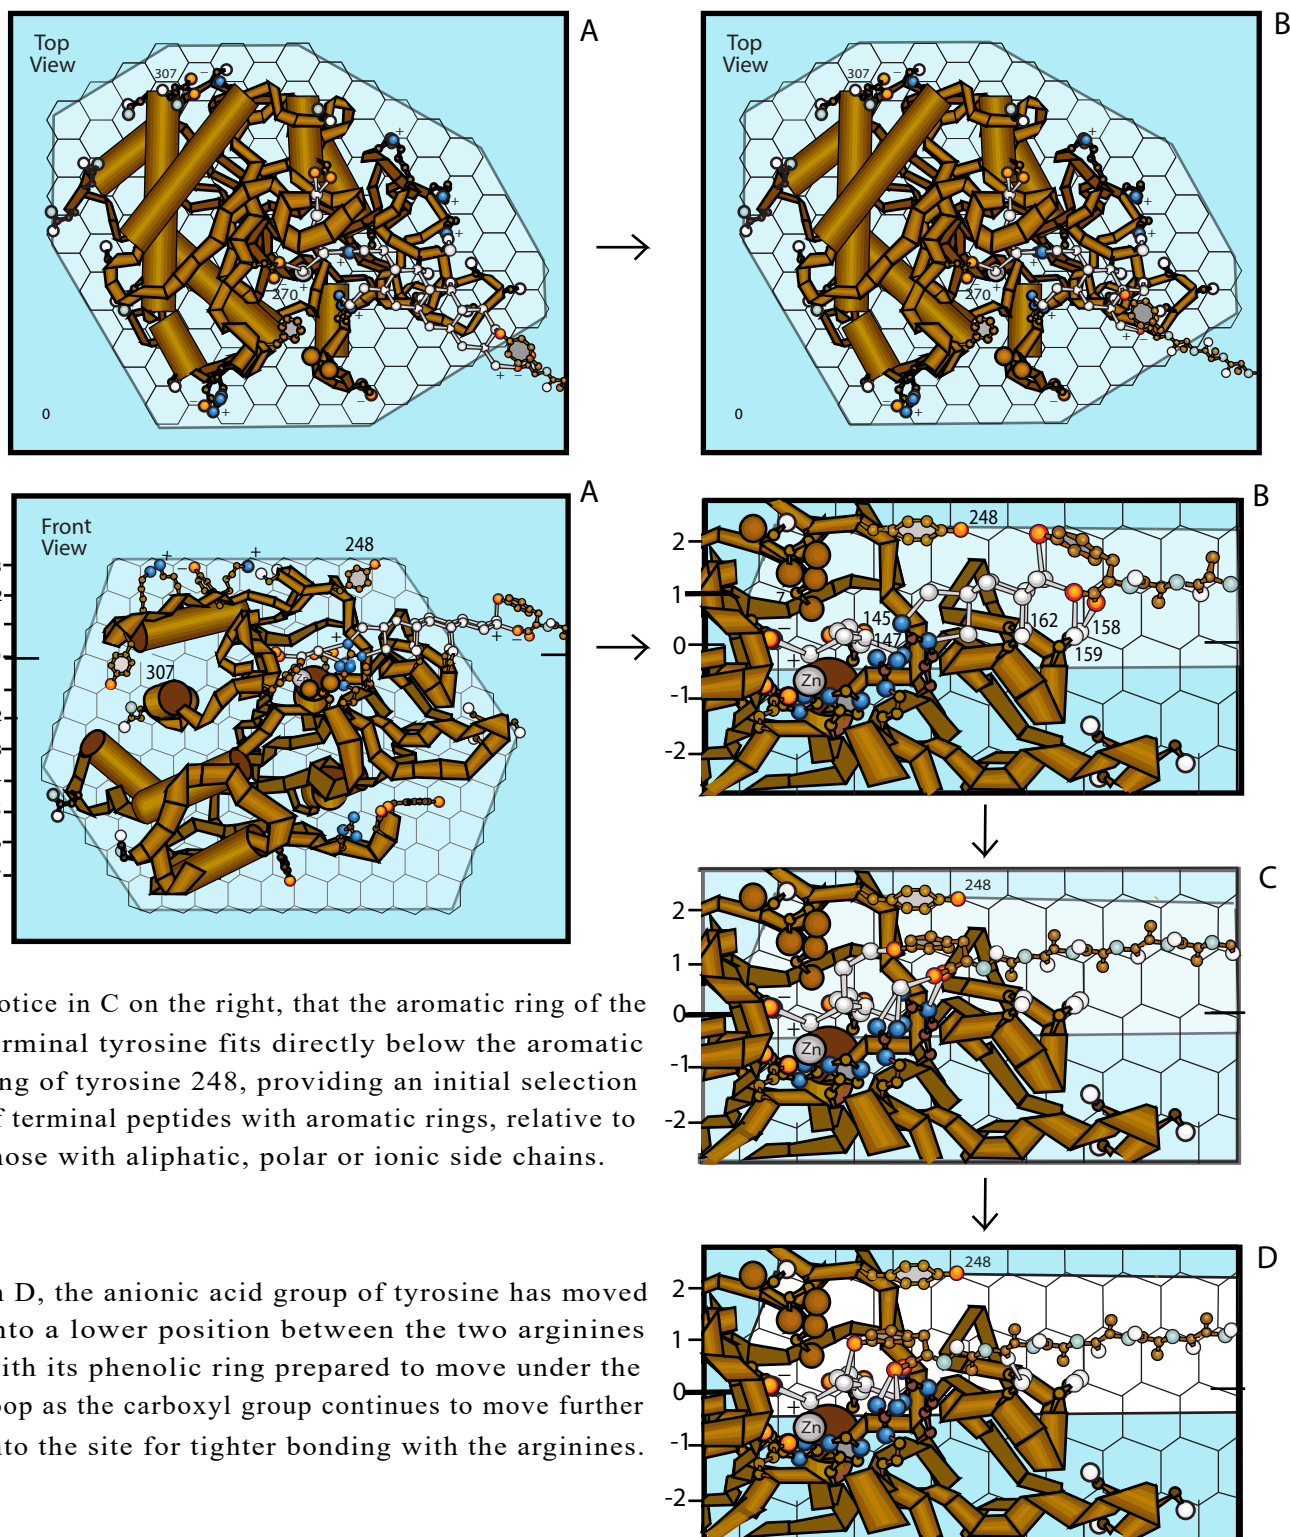 Top
View
307
−
+
+
+
+
−
+
270
+
+ −
− +
−
0
A
Top
View
307
−
+
+
+
+
−
+
270
+
+ −
− +
−
0
B
Front
View
+
−
+
248
+
307
Zn
+ −
A
B
2
1
0
-1
-2
248
7
145
147
162
158
159
+
Zn
C
2
1
0
-1
-2
248
−
+
Zn
otice in C on the right, that the aromatic ring of the
erminal tyrosine fits directly below the aromatic
ng of tyrosine 248, providing an initial selection
f terminal peptides with aromatic rings, relative to
hose with aliphatic, polar or ionic side chains.
D
2
1
0
-1
-2
248
−
+
Zn
n D, the anionic acid group of tyrosine has moved
nto a lower position between the two arginines
with its phenolic ring prepared to move under the
oop as the carboxyl group continues to move further
nto the site for tighter bonding with the arginines.